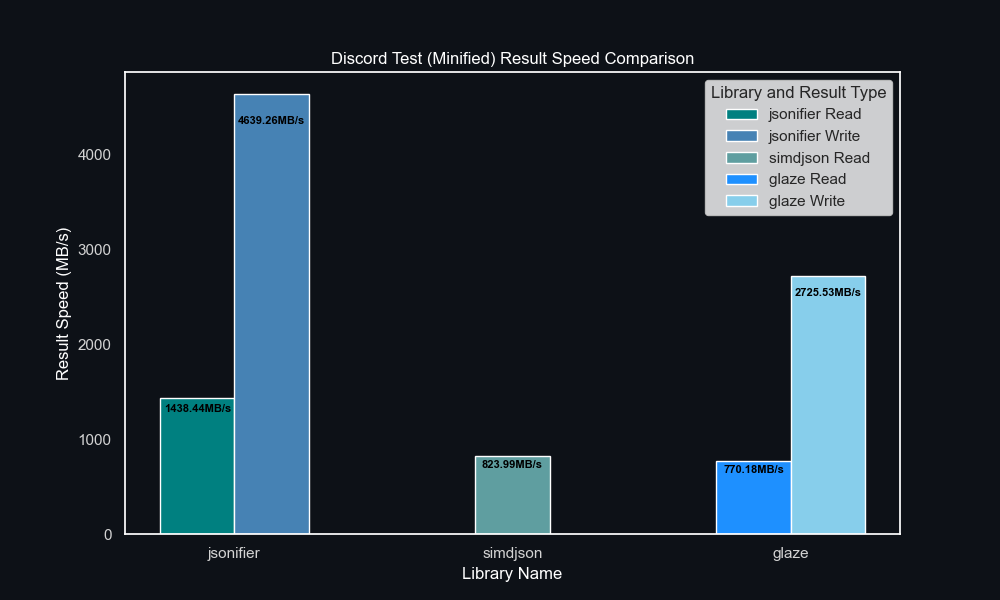 Discord Test (Minified) Result Speed Comparison
Library and Result Type
jsonifier Read
jsonifier Write
simdjson Read
glaze Read
glaze Write
Result Speed (MB/s)
4000
3000
2000
1000
0
4639.26MB/s
2725.53MB/s
1438.44MB/s
823.99MB/s
770.18MB/s
jsonifier
simdjson
glaze
Library Name